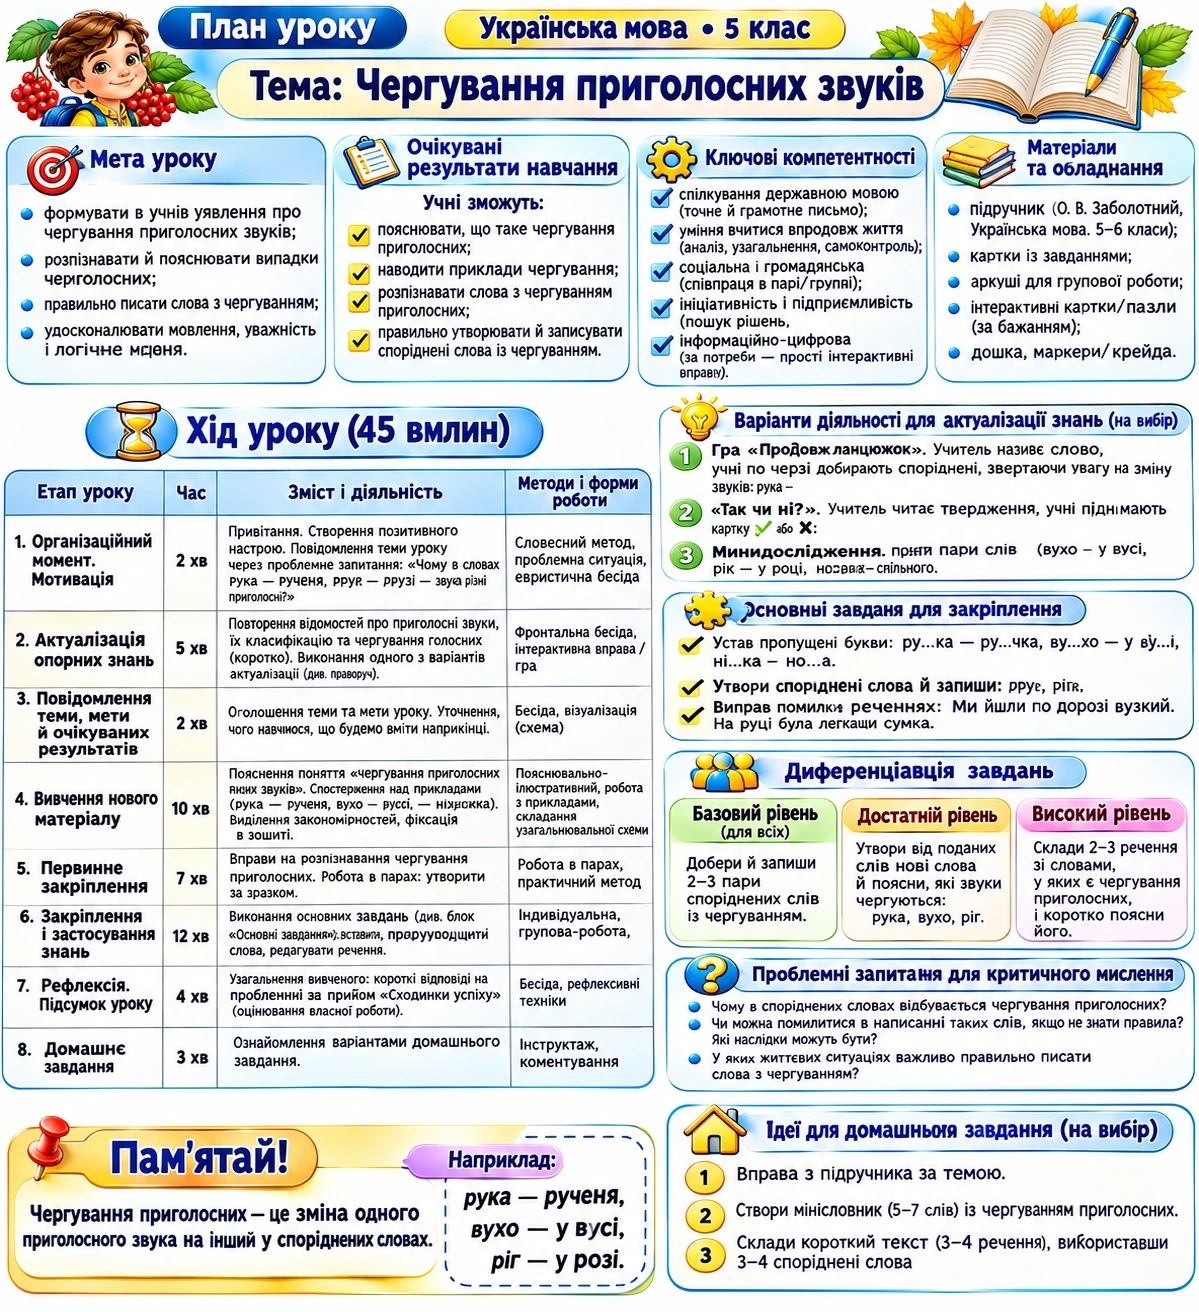 План уроку
Українська мова • 5 клас
Тема: Чергування приголосних звуків
Мета уроку
формувати в учнів уявлення про
чергування приголосних звуків;
розпізнавати й пояснювати випадки
чериголосних;
правильно писати слова з чергуванням;
удосконалювати мовлення, уважність
і логічне
Очікувані
результати навчання
Учні зможуть:
пояснювати, що таке чергування
приголосних;
наводити приклади чергування;
розпізнавати слова з чергуванням
приголосних;
правильно утворювати й записувати
споріднені слова із чергуванням.
Ключові компетентності
спілкування державною мовою
(точне й грамотне письмо);
уміння вчитися впродовж життя
(аналіз, узагальнення, самоконтроль);
соціальна і громадянська
(співпраця в парі/групі);
ініціативність і підприємливість
(пошук рішень,
інформаційно-цифрова
(за потреби — прості інтерактивні
Матеріали
та обладнання
підручник (О. В. Заболотний,
Українська мова. 5–6 класи);
картки із завданнями;
аркуші для групової роботи;
інтерактивні картки/пазли
(за бажанням);
дошка, маркери/крейда.
Хід уроку (45 вмлин)
Етап уроку
Час
Зміст і діяльність
Методи і форми
роботи
1. Організаційний
момент.
Мотивація
2 хв
Привітання. Створення позитивного
настрою. Повідомлення теми уроку
через проблемне запитання: «Чому в словах
рука — рученя, — друзі — звука різні
приголосні?»
Словесний метод,
проблемна ситуація,
евристична бесіда
2. Актуалізація
опорних знань
5 хв
Повторення відомостей про приголосні звуки,
їх класифікацію та чергування голосних
(коротко). Виконання одного з варіантів
актуалізації (див. праворуч).
Фронтальна бесіда,
інтерактивна вправа /
гра
3. Повідомлення
теми, мети
й очікуваних
результатів
2 хв
Оголошення теми та мети уроку. Уточнення,
чого що будемо вміти наприкінці.
Бесіда, візуалізація
(схема)
4. Вивчення нового
матеріалу
10 хв
Пояснення поняття «чергування приголосних
звуків». Спостереження над прикладами
(рука — рученя, вухо — руссі, —
Виділення закономірностей, фіксація
в зошиті.
Пояснювально-
ілюстративний, робота
з прикладами,
складання
узагальнювальної схеми
5. Первинне
закріплення
7 хв
Вправи на розпізнавання чергування
приголосних. Робота в парах: утворити
за зразком.
Робота в парах,
практичний метод
6. Закріплення
і застосування
знань
12 хв
Виконання основних завдань (див. блок
«Основні завдання»): вставити,
слова, редагувати речення.
Індивідуальна,
групова-робота,
7. Рефлексія.
Підсумок уроку
4 хв
Узагальнення вивченого: короткі відповіді на
пробленні за прийом «Сходинки успіху»
(оцінювання власної роботи).
Бесіда, рефлексивні
техніки
8. Домашнє
завдання
3 хв
Ознайомлення варіантами домашнього
завдання.
Інструктаж,
коментування
Варіанти діяльності для актуалізації знань (на вибір)
1 Гра «Продовж ланцюжок». Учитель називє слово,
учні по черзі добирають споріднені, звертаючи увагу на зміну
звуків: рука –
2 «Так чи ні?». Учитель читає твердження, учні піднімають
картку ✓ або ✗:
3 Минидослідження. пари слів (вухо – у вусі,
рік — у році, – спільного.
Основні завданя для закріплення
Устав пропущені букви: ру...ка — ру...чка, ву...хо — у ву...і,
ні...ка — но...а.
Утвори споріднені слова й запиши:
Виправ помилки реченнях: Ми йшли по дорозі вузкий.
На руці була легкащи сумка.
Диференціавція завдань
Базовий рівень
(для всіх)
Добери й запиши
2–3 пари
споріднених слів
із чергуванням.
Достатній рівень
Утвори від поданих
слів нові слова
й поясни, які звуки
чергуються:
рука, вухо, ріг.
Високий рівень
Склади 2–3 речення
зі словами,
у яких є чергування
приголосних,
і коротко поясни
його.
Проблемні запитаня для критичного мислення
Чому в споріднених словах відбувається чергування приголосних?
Чи можна помилитися в написанні таких слів, якщо не знати правила?
Які наслідки можуть бути?
У яких життєвих ситуаціях важливо правильно писати
слова з чергуванням?
Пам'ятай!
Чергування приголосних — це зміна одного
приголосного звука на інший у споріднених словах.
Наприклад:
рука — рученя,
вухо — у вусі,
ріг — у розі.
Ідеї для домашньоя завдання (на вибір)
1 Вправа з підручника за темою.
2 Створи мінісловник (5–7 слів) із чергуванням приголосних.
3 Склади короткий текст (3–4 речення), використавши
3–4 споріднені слова